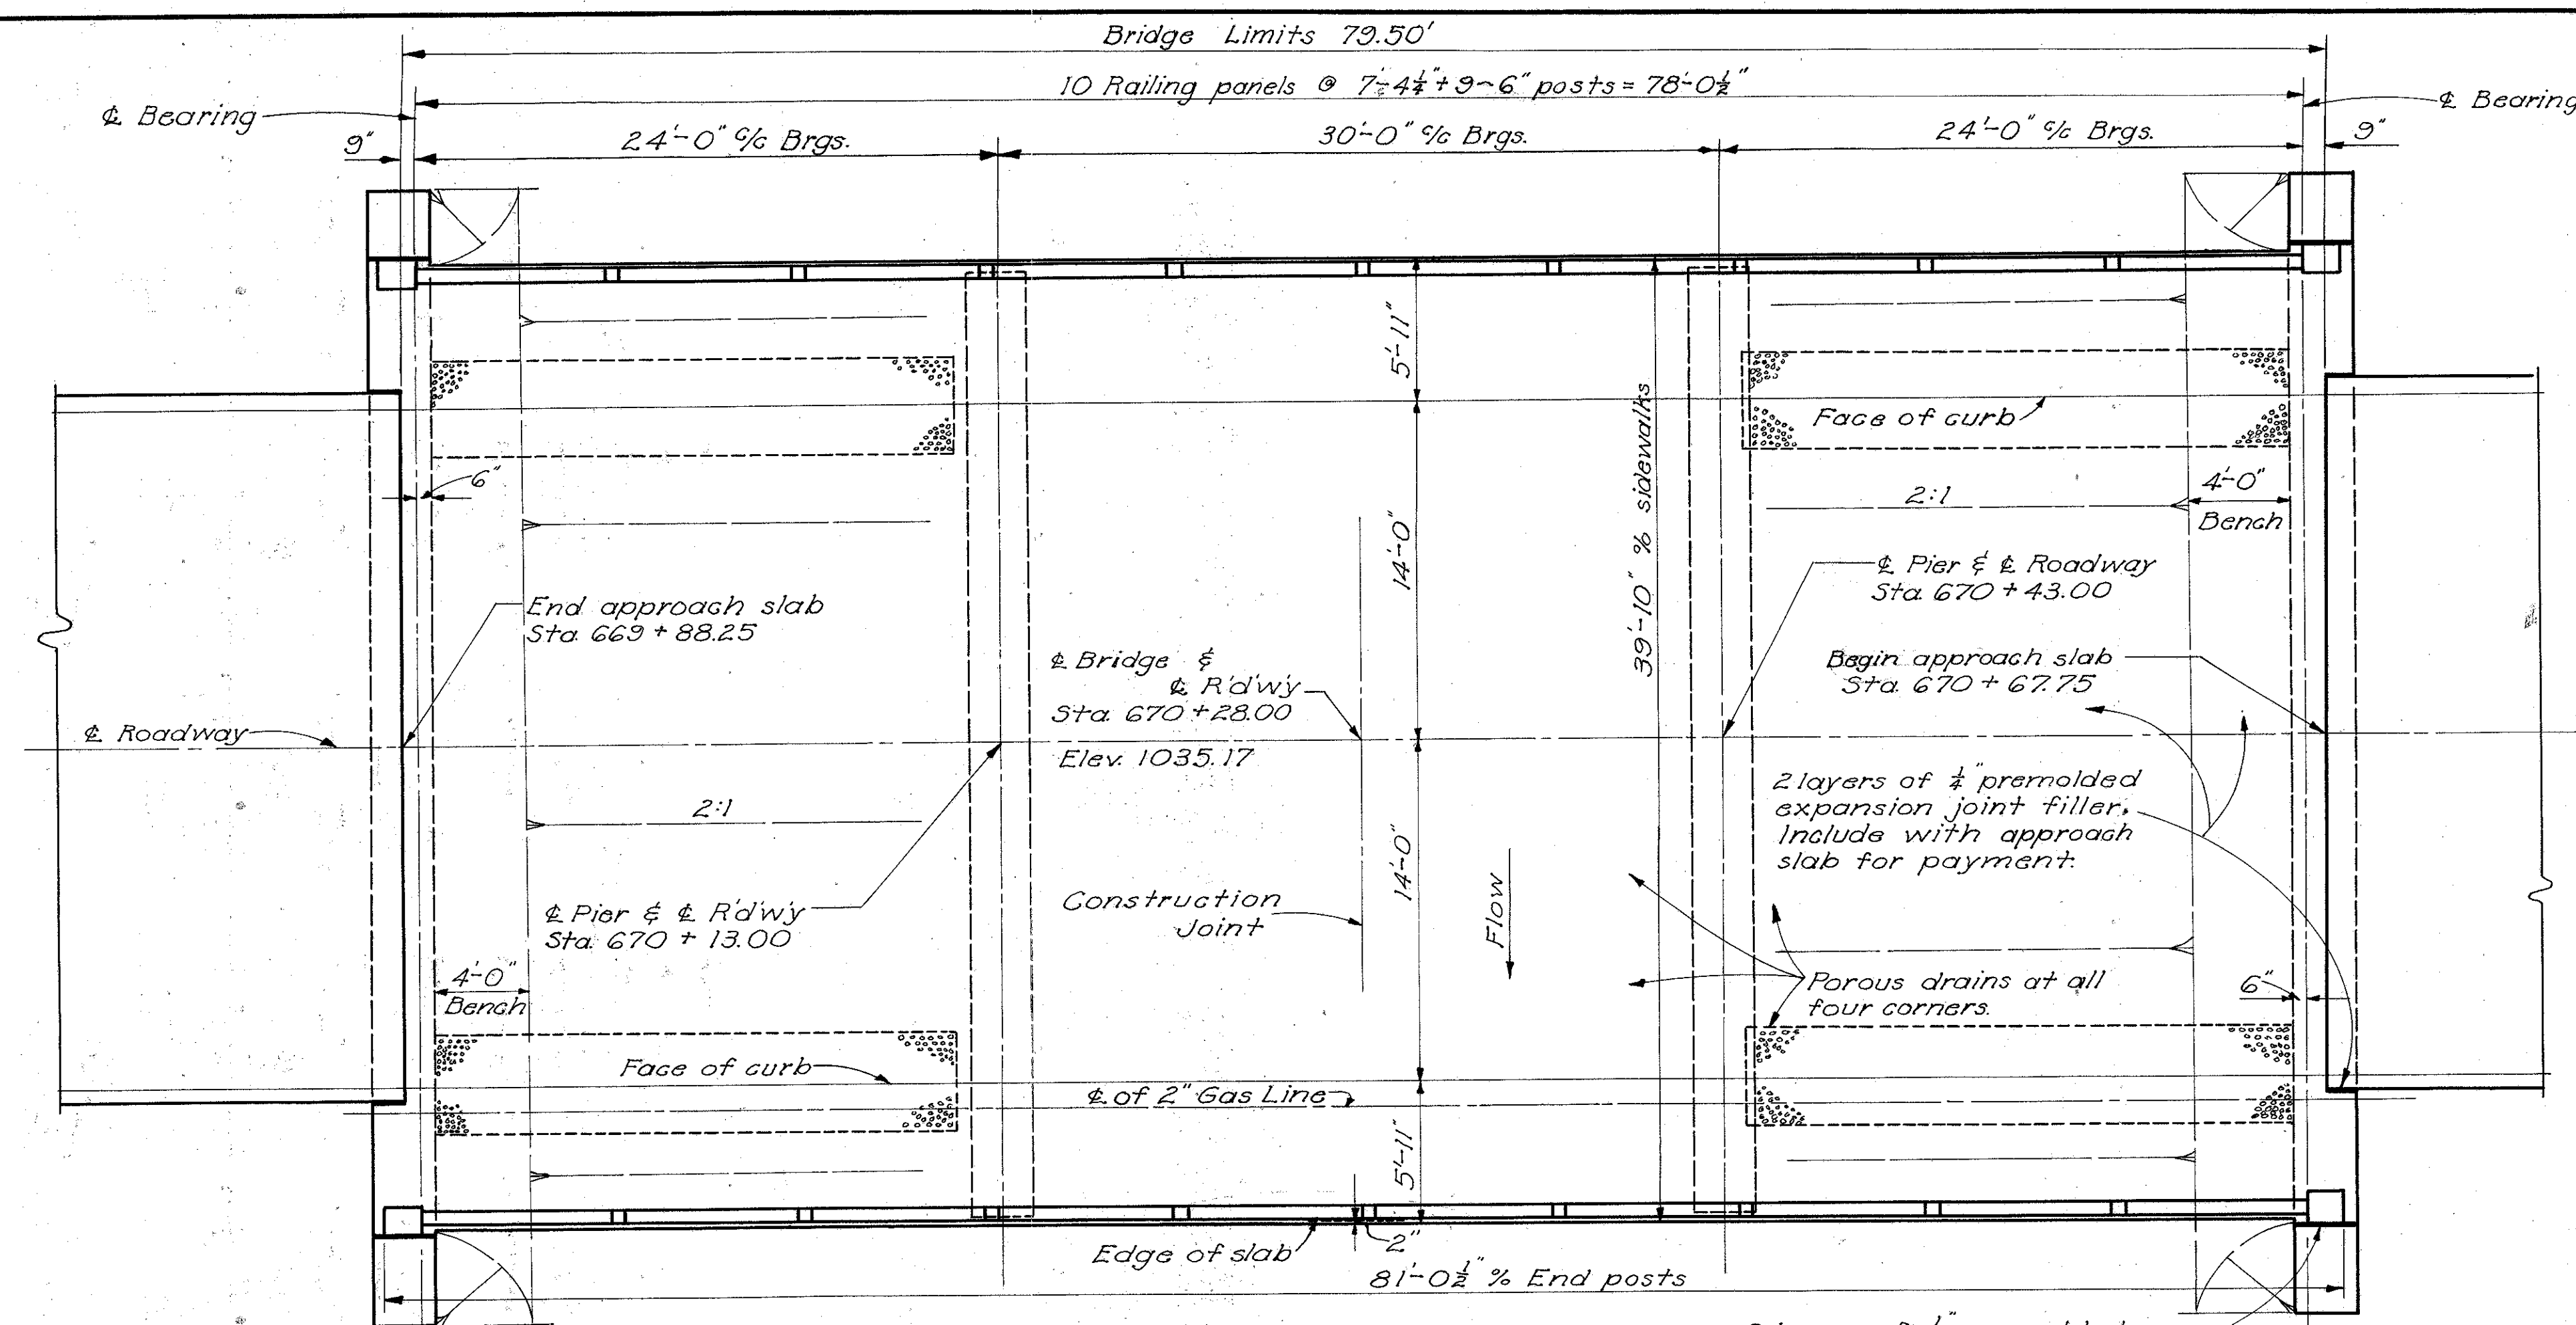 Bridge Limits 79.50'
10 Railing panels @ 7'-4¼" + 9~6" posts = 78'-0½"
℄ Bearing
℄ Bearing
9"
24'-0" c/c Brgs.
30'-0" c/c Brgs.
24'-0" c/c Brgs.
9"
5'-11"
Face of curb
39'-10" % sidewalks
6"
14'-0"
2:1
4'-0"
Bench
℄ Pier & ℄ Roadway
Sta. 670 + 43.00
End approach slab
Sta. 669 + 88.25
℄ Bridge &
℄ R'd'w'y
Sta. 670 + 28.00
Elev. 1035.17
Begin approach slab
Sta. 670 + 67.75
℄ Roadway
2:1
2 layers of ¼" premolded
expansion joint filler.
Include with approach
slab for payment.
℄ Pier & ℄ R'd'w'y
Sta. 670 + 13.00
Construction
Joint
14'-0"
Flow
4'-0"
Bench
Porous drains at all
four corners.
6"
Face of curb
℄ of 2" Gas Line
5'-11"
Edge of slab
2"
81'-0½" % End posts